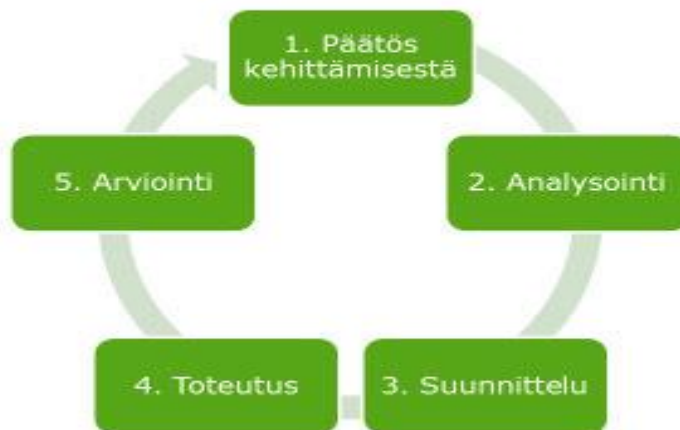 1. Päätös
kehittämisestä
2. Analysointi
3. Suunnittelu
4. Toteutus
5. Arviointi